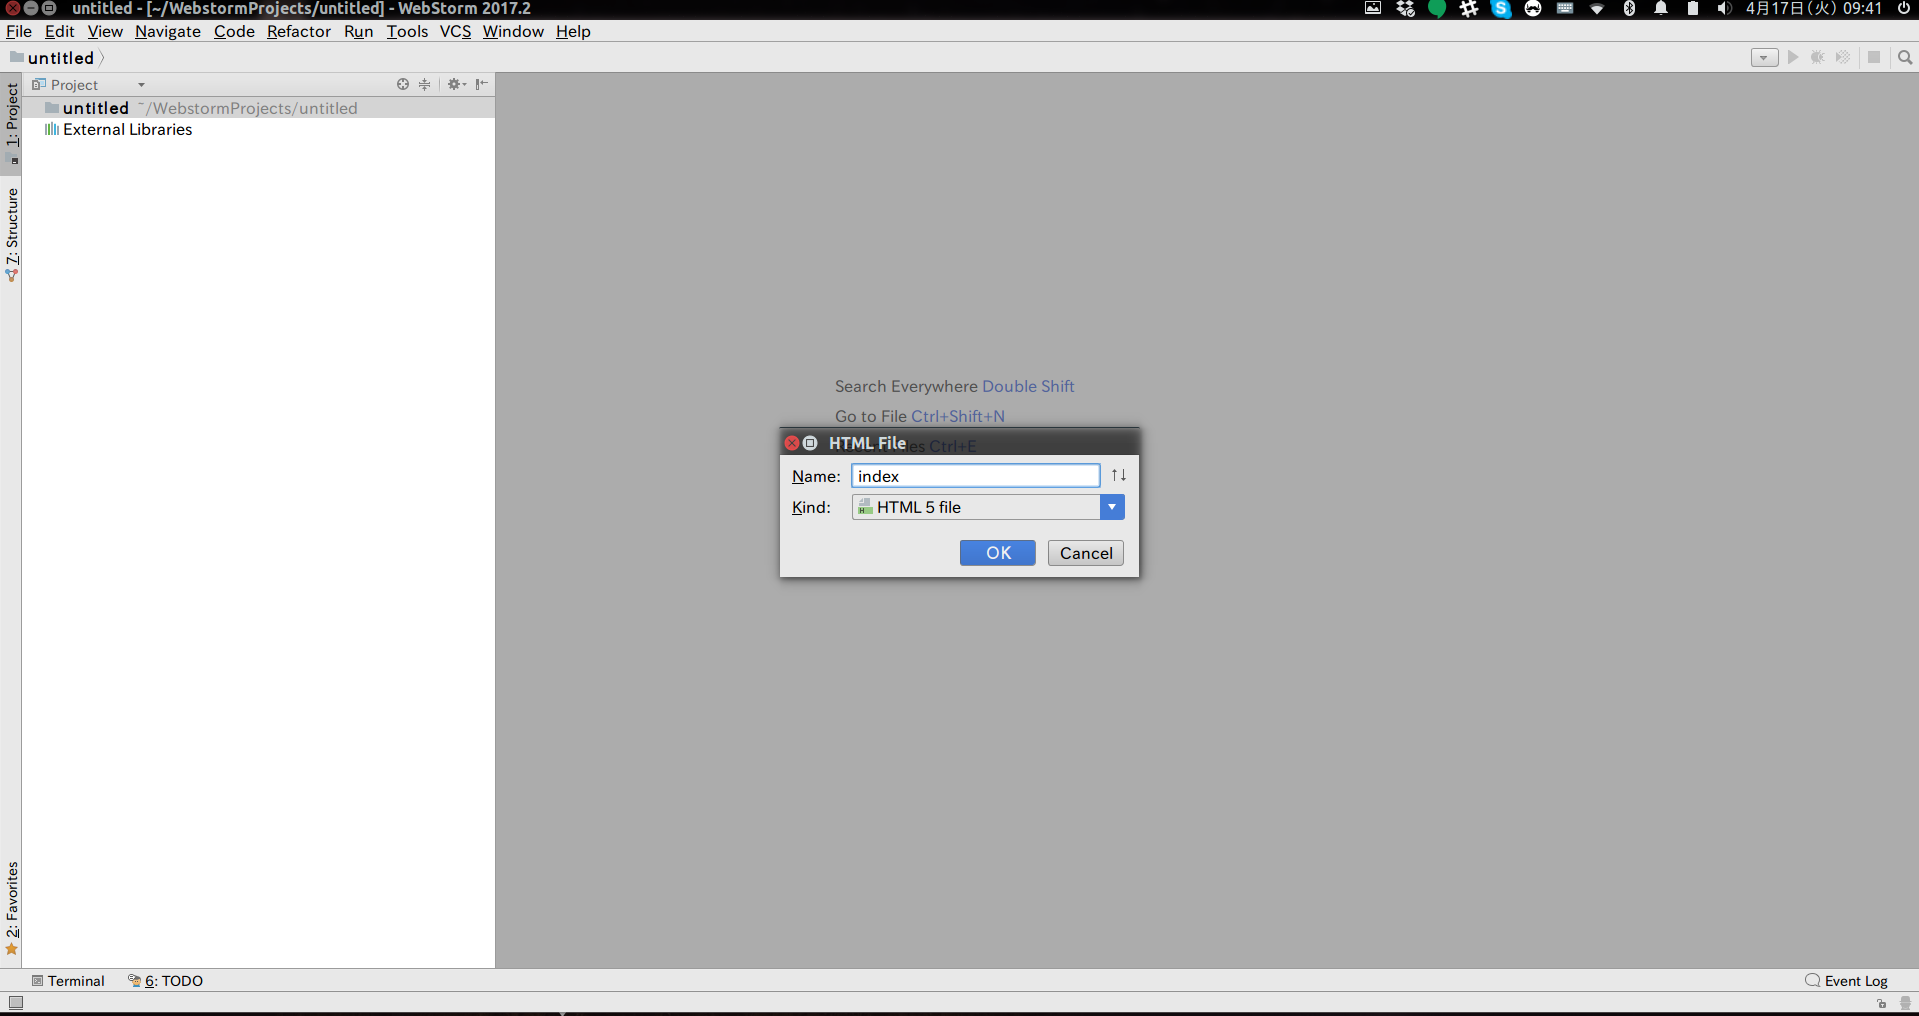 untitled - [~/WebstormProjects/untitled] - WebStorm 2017.2
4月17日(火) 09:41
File Edit View Navigate Code Refactor Run Tools VCS Window Help
untitled
Project
untitled ~/WebstormProjects/untitled
External Libraries
1: Project
7: Structure
2: Favorites
Search Everywhere Double Shift
Go to File Ctrl+Shift+N
Recent Files Ctrl+E
HTML File
Name: index
Kind: HTML 5 file
OK Cancel
Terminal 6: TODO
Event Log